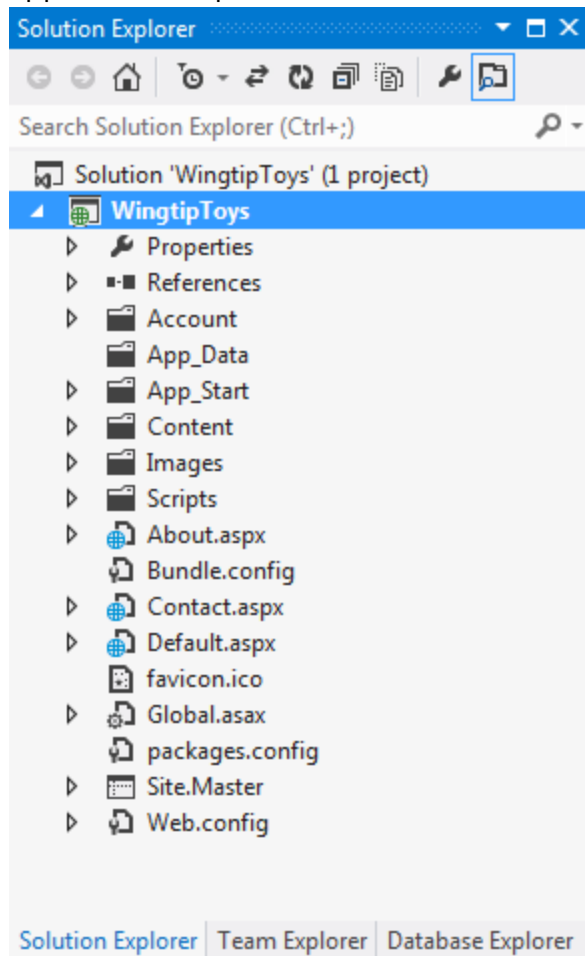 Solution Explorer
Search Solution Explorer (Ctrl+;)
Solution 'WingtipToys' (1 project)
WingtipToys
Properties
References
Account
App_Data
App_Start
Content
Images
Scripts
About.aspx
Bundle.config
Contact.aspx
Default.aspx
favicon.ico
Global.asax
packages.config
Site.Master
Web.config
Solution Explorer Team Explorer Database Explorer